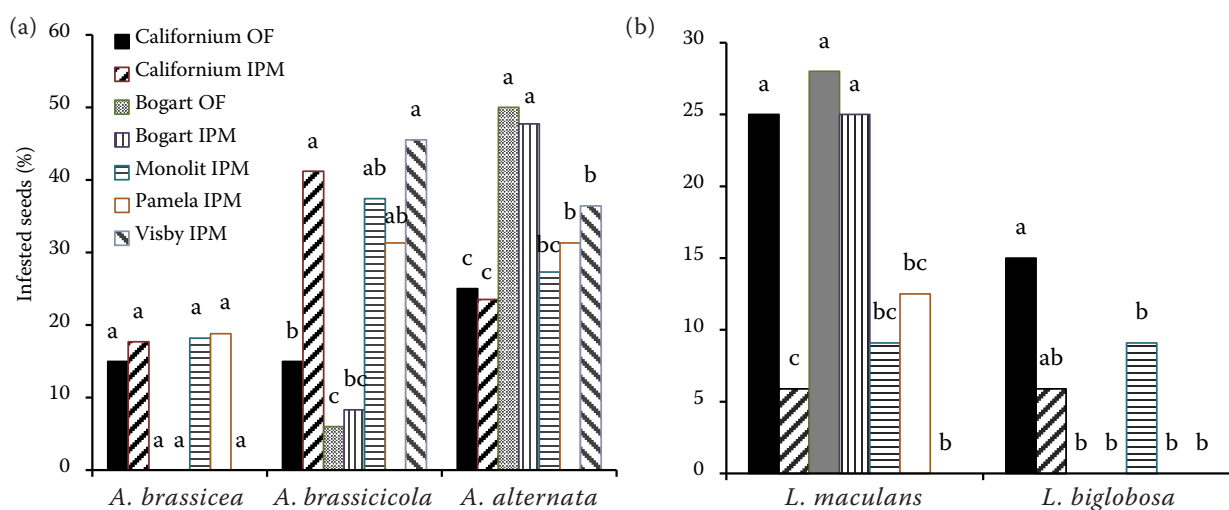 (a)
Infested seeds (%)
60
50
40
30
20
10
0
Californium OF
Californium IPM
Bogart OF
Bogart IPM
Monolit IPM
Pamela IPM
Visby IPM
a a a a a a a
b a c bc ab ab a
c c a a bc b b
A. brassicea A. brassicicola A. alternata
(b)
30
25
20
15
10
5
0
a c a a bc bc b
a ab b b b b b
L. maculans L. biglobosa